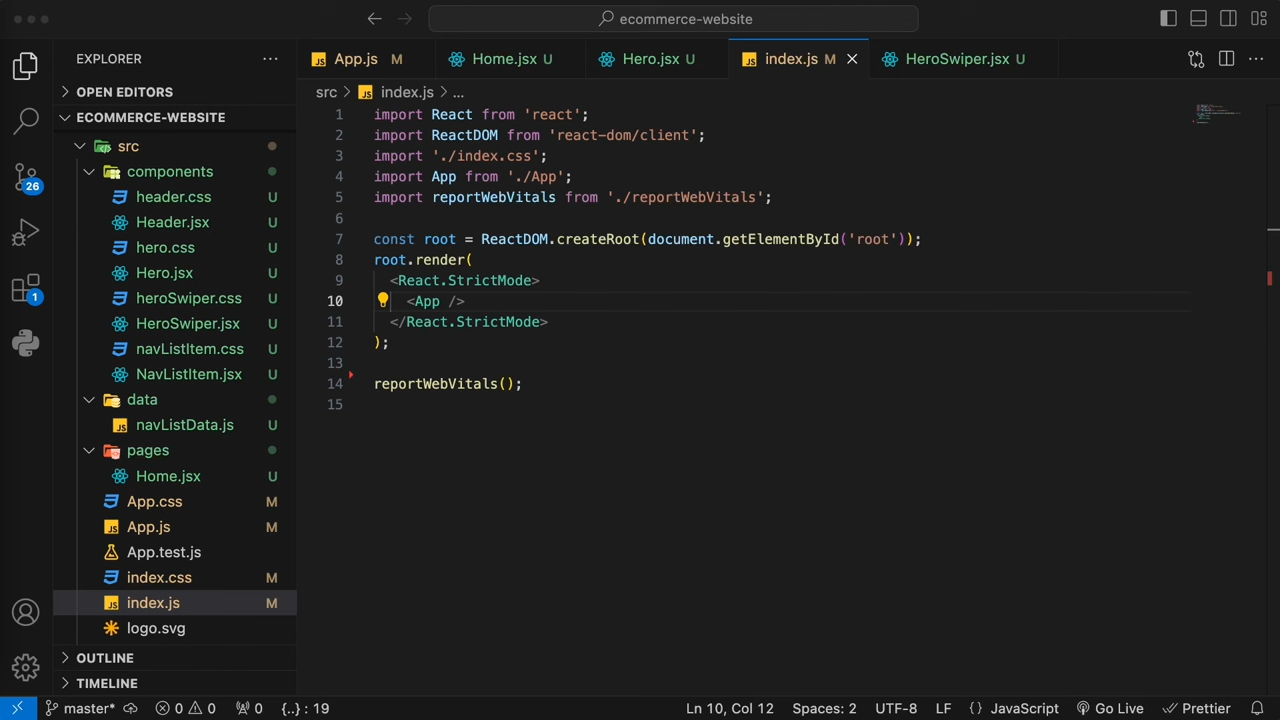 ecommerce-website
EXPLORER
App.js M
Home.jsx U
Hero.jsx U
index.js M
HeroSwiper.jsx U
OPEN EDITORS
ECOMMERCE-WEBSITE
src
components
header.css U
Header.jsx U
hero.css U
Hero.jsx U
heroSwiper.css U
HeroSwiper.jsx U
navListItem.css U
NavListItem.jsx U
data
navListData.js U
pages
Home.jsx U
App.css M
App.js M
App.test.js
index.css M
index.js M
logo.svg
OUTLINE
TIMELINE
26
1
src > index.js > ...
1 import React from 'react';
2 import ReactDOM from 'react-dom/client';
3 import './index.css';
4 import App from './App';
5 import reportWebVitals from './reportWebVitals';
6
7 const root = ReactDOM.createRoot(document.getElementById('root'));
8 root.render(
9 <React.StrictMode>
10 <App />
11 </React.StrictMode>
12 );
13
14 reportWebVitals();
15
master* 0 0 0 {..} : 19 Ln 10, Col 12 Spaces: 2 UTF-8 LF {} JavaScript Go Live Prettier